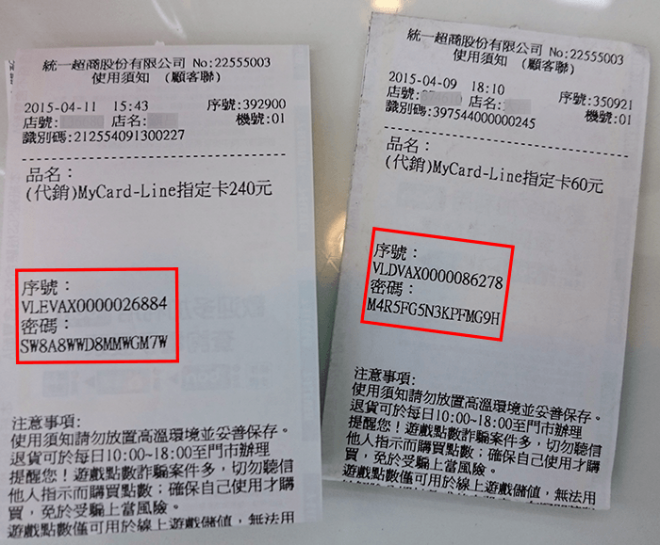 統一超商股份有限公司 No:22555003
使用須知 (顧客聯)
2015-04-11 15:43 序號:392900
店號: 店名: 機號:01
識別碼:212554091300227
品名：
(代銷)MyCard-Line指定卡240元
序號：
VLEVAX0000026884
密碼：
SW8A8WWD8MMWGM7W
注意事項:
使用須知請勿放置高溫環境並妥善保存。
退貨可於每日10:00~18:00至門市辦理
提醒您！遊戲點數詐騙案件多，切勿聽信
他人指示而購買點數；確保自己使用才購
買，免於受騙上當風險。
遊戲點數僅可用於線上遊戲儲值，無法用
統一超商股份有限公司 No:22555003
使用須知 (顧客聯)
2015-04-09 18:10 序號:350921
店號: 店名: 機號:01
識別碼:397544000000245
品名：
(代銷)MyCard-Line指定卡60元
序號：
VLDVAX0000086278
密碼：
M4R5FG5N3KPFMG9H
注意事項:
使用須知請勿放置高溫環境並妥善保存。
退貨可於每日10:00~18:00至門市辦理
提醒您！遊戲點數詐騙案件多，切勿聽信
他人指示而購買點數；確保自己使用才購
買，免於受騙上當風險。
遊戲點數僅可用於線上遊戲儲值，無法用